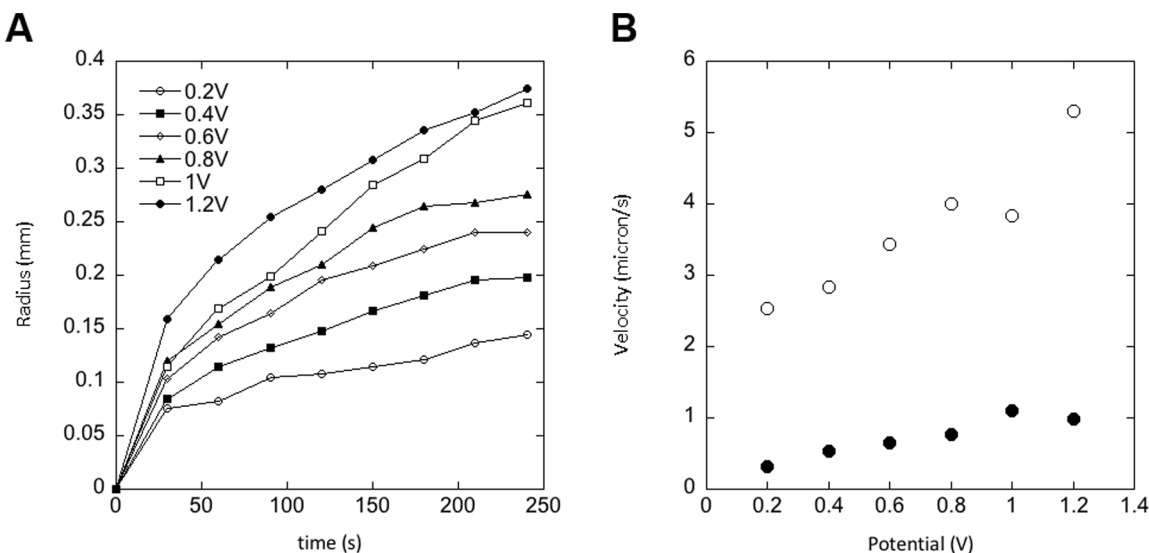 A
0.4
0.35
0.3
0.25
0.2
0.15
0.1
0.05
0
0.2V
0.4V
0.6V
0.8V
1V
1.2V
Radius (mm)
0 50 100 150 200 250
time (s)
B
6
5
4
3
2
1
0
Velocity (micron/s)
0 0.2 0.4 0.6 0.8 1 1.2 1.4
Potential (V)